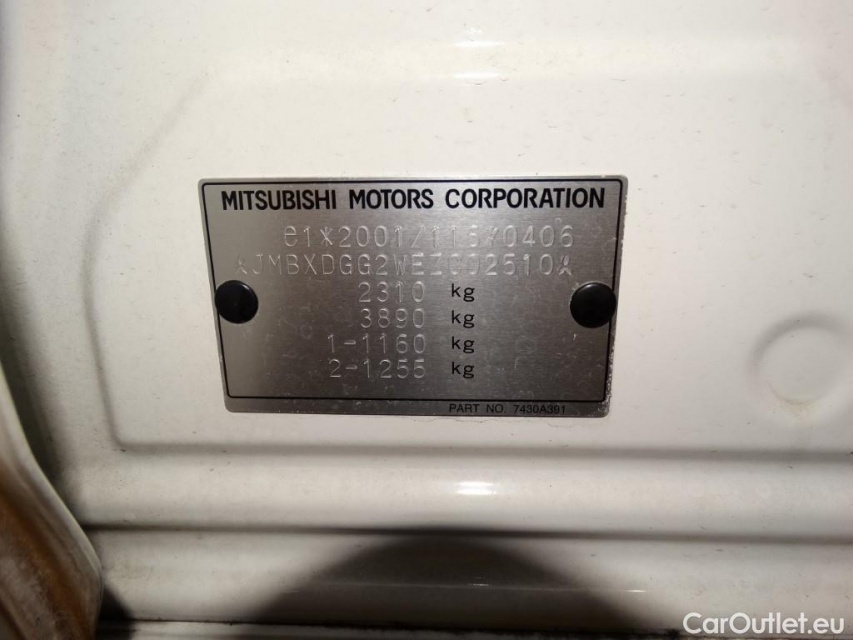 MITSUBISHI MOTORS CORPORATION
e1*2001/116*0406
*JMBXDGG2WEZ002510*
2310 kg
3890 kg
1-1160 kg
2-1255 kg
PART NO. 7430A391
CarOutlet.eu